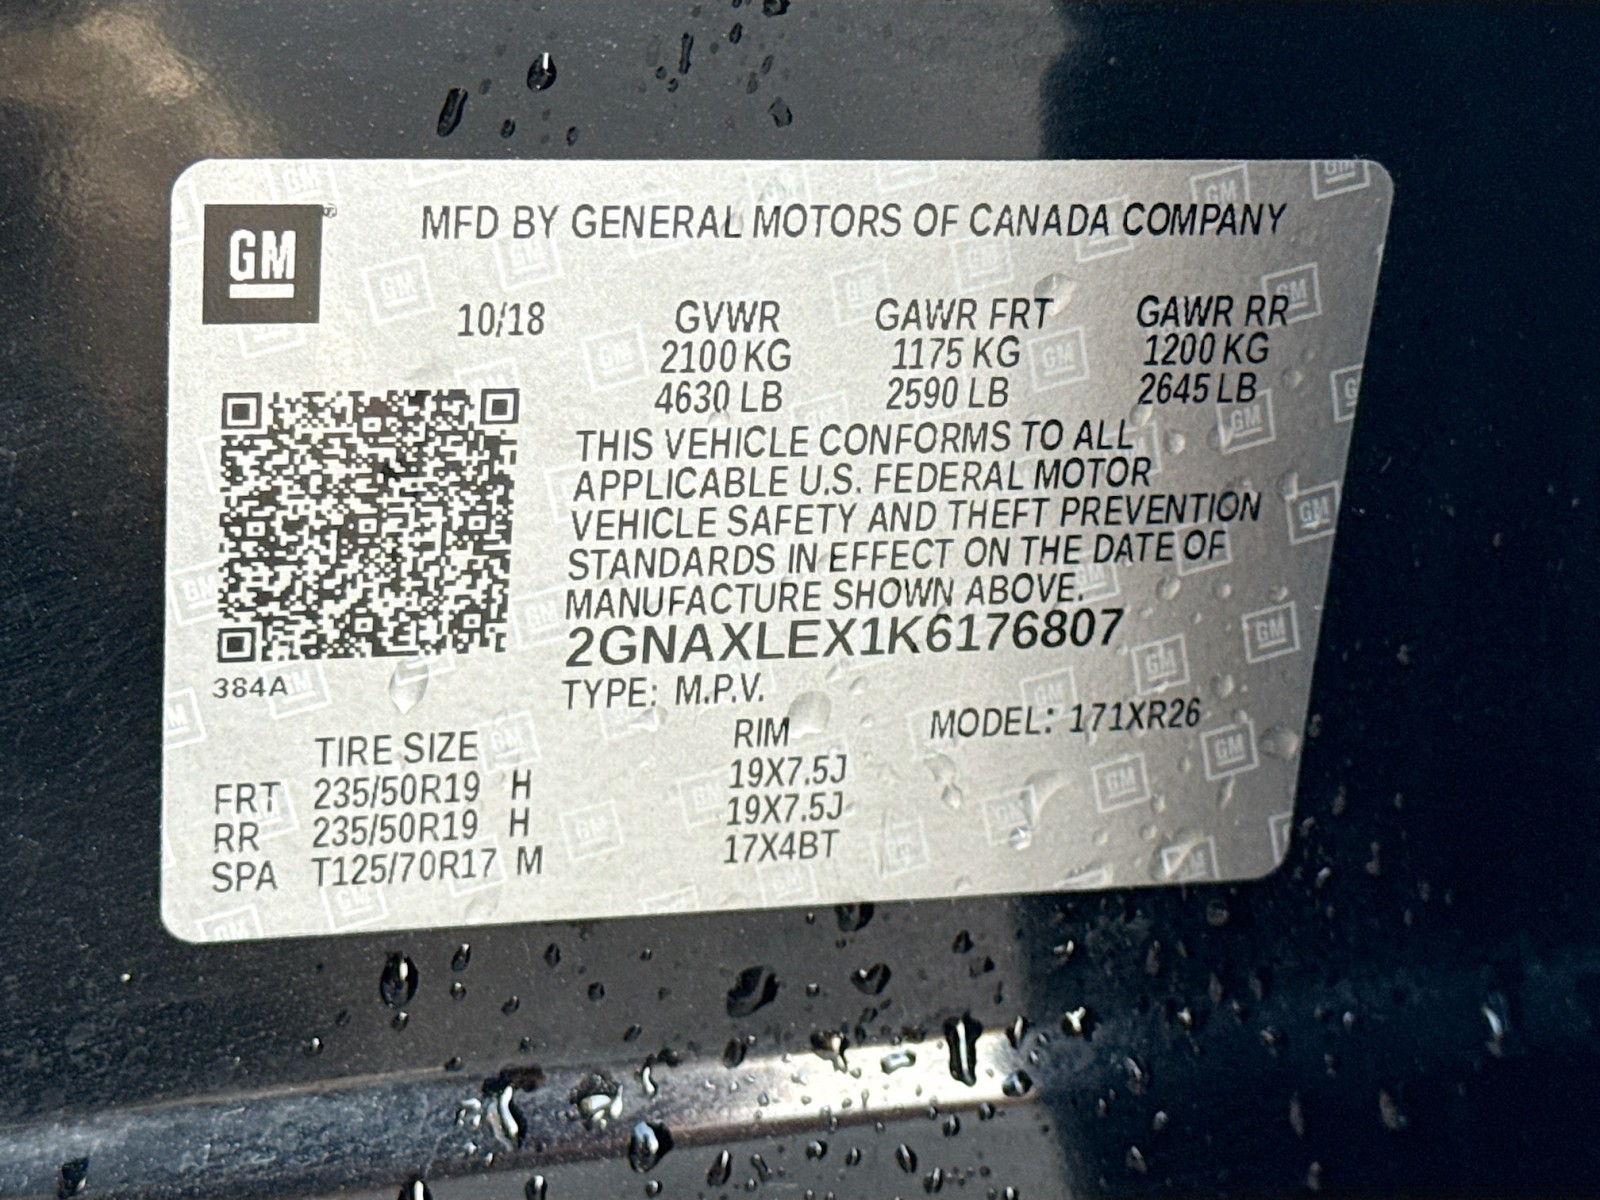 GM
MFD BY GENERAL MOTORS OF CANADA COMPANY
10/18 GVWR GAWR FRT GAWR RR
2100 KG 1175 KG 1200 KG
4630 LB 2590 LB 2645 LB
THIS VEHICLE CONFORMS TO ALL
APPLICABLE U.S. FEDERAL MOTOR
VEHICLE SAFETY AND THEFT PREVENTION
STANDARDS IN EFFECT ON THE DATE OF
MANUFACTURE SHOWN ABOVE.
2GNAXLEX1K6176807
384A
TYPE: M.P.V.
MODEL: 171XR26
TIRE SIZE RIM
FRT 235/50R19 H 19X7.5J
RR 235/50R19 H 19X7.5J
SPA T125/70R17 M 17X4BT